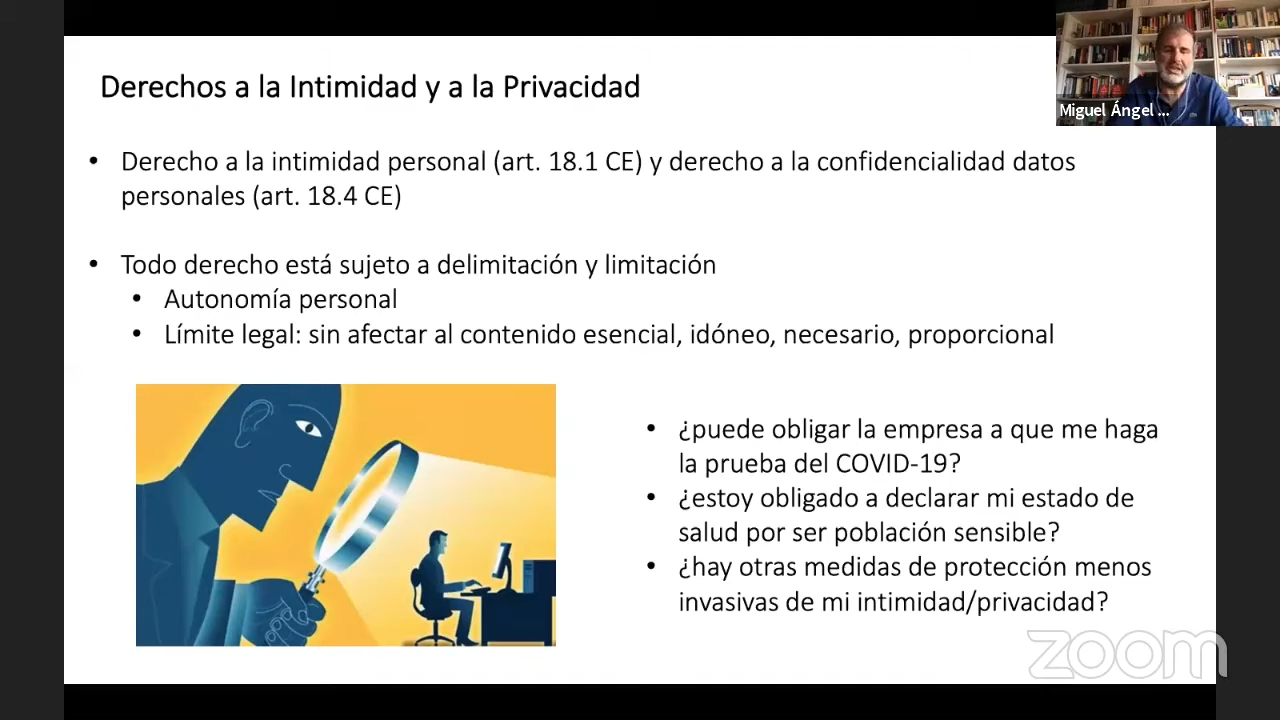 Derechos a la Intimidad y a la Privacidad
Miguel Ángel ...
• Derecho a la intimidad personal (art. 18.1 CE) y derecho a la confidencialidad datos
personales (art. 18.4 CE)
• Todo derecho está sujeto a delimitación y limitación
• Autonomía personal
• Límite legal: sin afectar al contenido esencial, idóneo, necesario, proporcional
• ¿puede obligar la empresa a que me haga
la prueba del COVID-19?
• ¿estoy obligado a declarar mi estado de
salud por ser población sensible?
• ¿hay otras medidas de protección menos
invasivas de mi intimidad/privacidad?
zoom